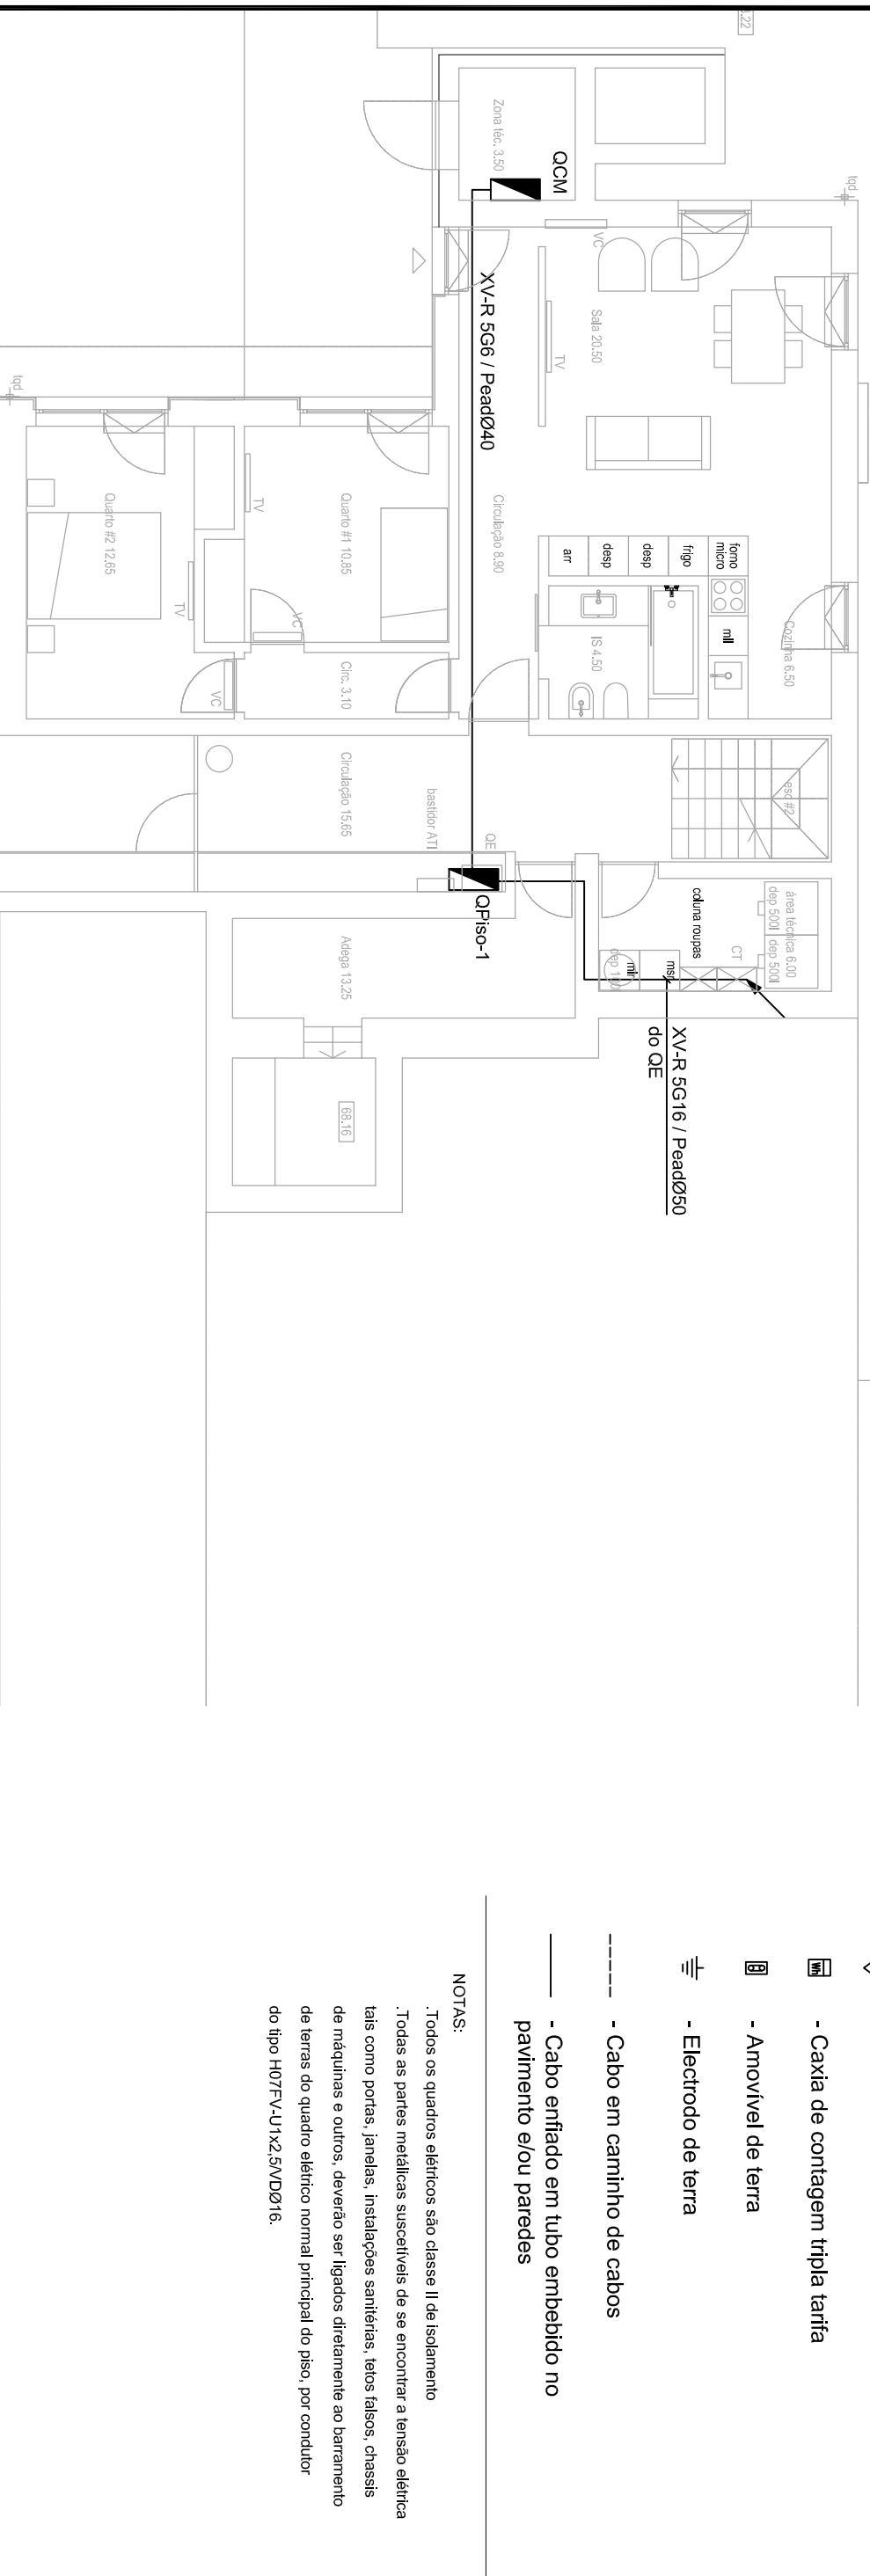 tqd
Cozinha 6.50
esc #2
área técnica 6.00
dep 500l
dep 500l
forno
micro
mll
CT
coluna roupas
frigo
msr
XV-R 5G16 / PeadØ50
do QE
desp
mlr
desp
arr
Sala 20.50
VC
IS 4.50
TV
QCM
Zona téc. 3.50
XV-R 5G6 / PeadØ40
Circulação 8.90
QE
QPiso-1
bastidor ATI
Quarto #1 10.85
Circ. 3.10
Circulação 15.65
Adega 13.25
68.16
VC
TV
VC
TV
Quarto #2 12.65
tqd
- Caxia de contagem tripla tarifa
Wh
- Amovível de terra
- Electrodo de terra
- Cabo em caminho de cabos
- Cabo enfiado em tubo embebido no
pavimento e/ou paredes
NOTAS:
.Todos os quadros elétricos são classe II de isolamento
.Todas as partes metálicas suscetíveis de se encontrar a tensão elétrica
tais como portas, janelas, instalações sanitérias, tetos falsos, chassis
de máquinas e outros, deverão ser ligados diretamente ao barramento
de terras do quadro elétrico normal principal do piso, por condutor
do tipo H07FV-U1x2,5/VDØ16.